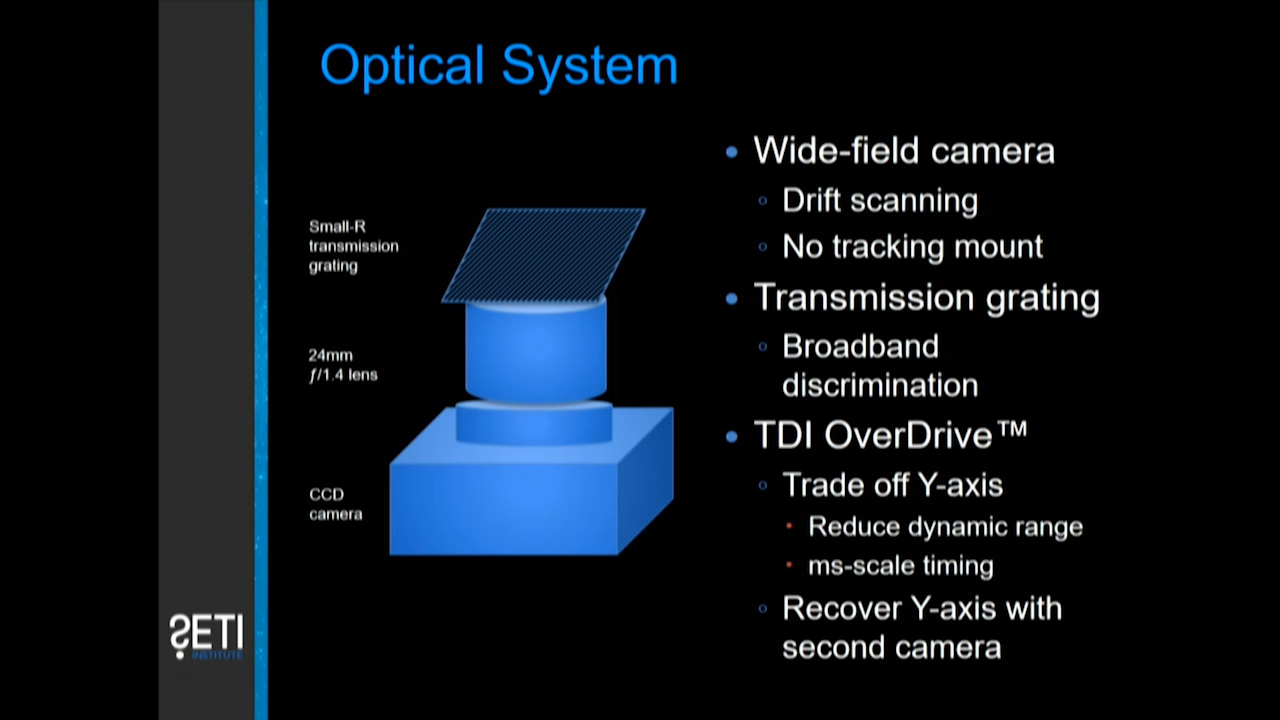 Optical System
Small-R
transmission
grating
24mm
ƒ/1.4 lens
CCD
camera
• Wide-field camera
○ Drift scanning
○ No tracking mount
• Transmission grating
○ Broadband
discrimination
• TDI OverDrive™
○ Trade off Y-axis
• Reduce dynamic range
• ms-scale timing
○ Recover Y-axis with
second camera
SETI
INSTITUTE